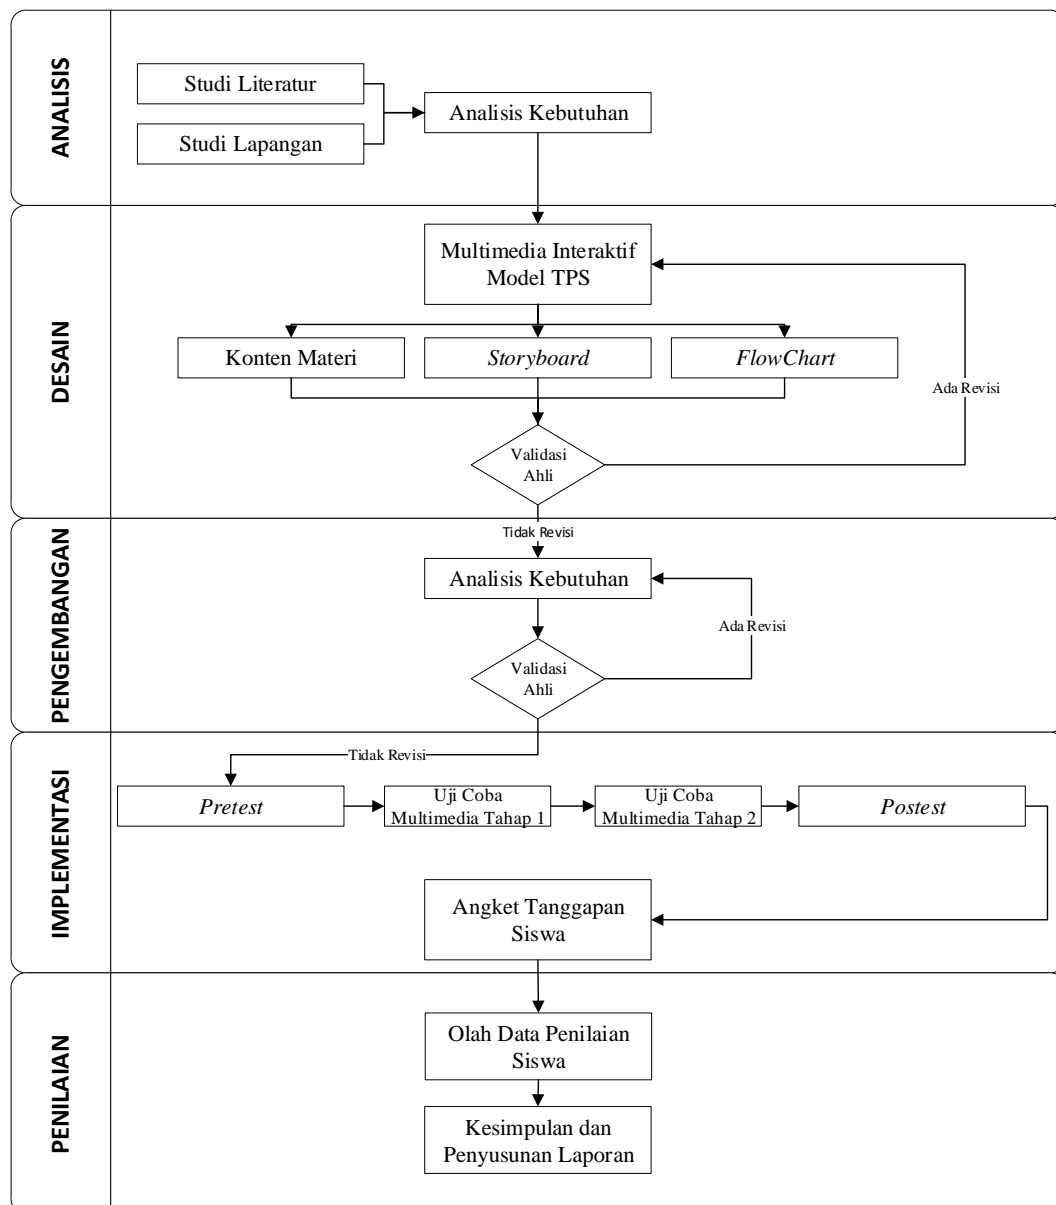 ANALISIS
Studi Literatur
Studi Lapangan
Analisis Kebutuhan
DESAIN
Multimedia Interaktif
Model TPS
Konten Materi
Storyboard
FlowChart
Ada Revisi
Validasi
Ahli
Tidak Revisi
PENGEMBANGAN
Analisis Kebutuhan
Ada Revisi
Validasi
Ahli
IMPLEMENTASI
Tidak Revisi
Pretest
Uji Coba
Multimedia Tahap 1
Uji Coba
Multimedia Tahap 2
Postest
Angket Tanggapan
Siswa
PENILAIAN
Olah Data Penilaian
Siswa
Kesimpulan dan
Penyusunan Laporan